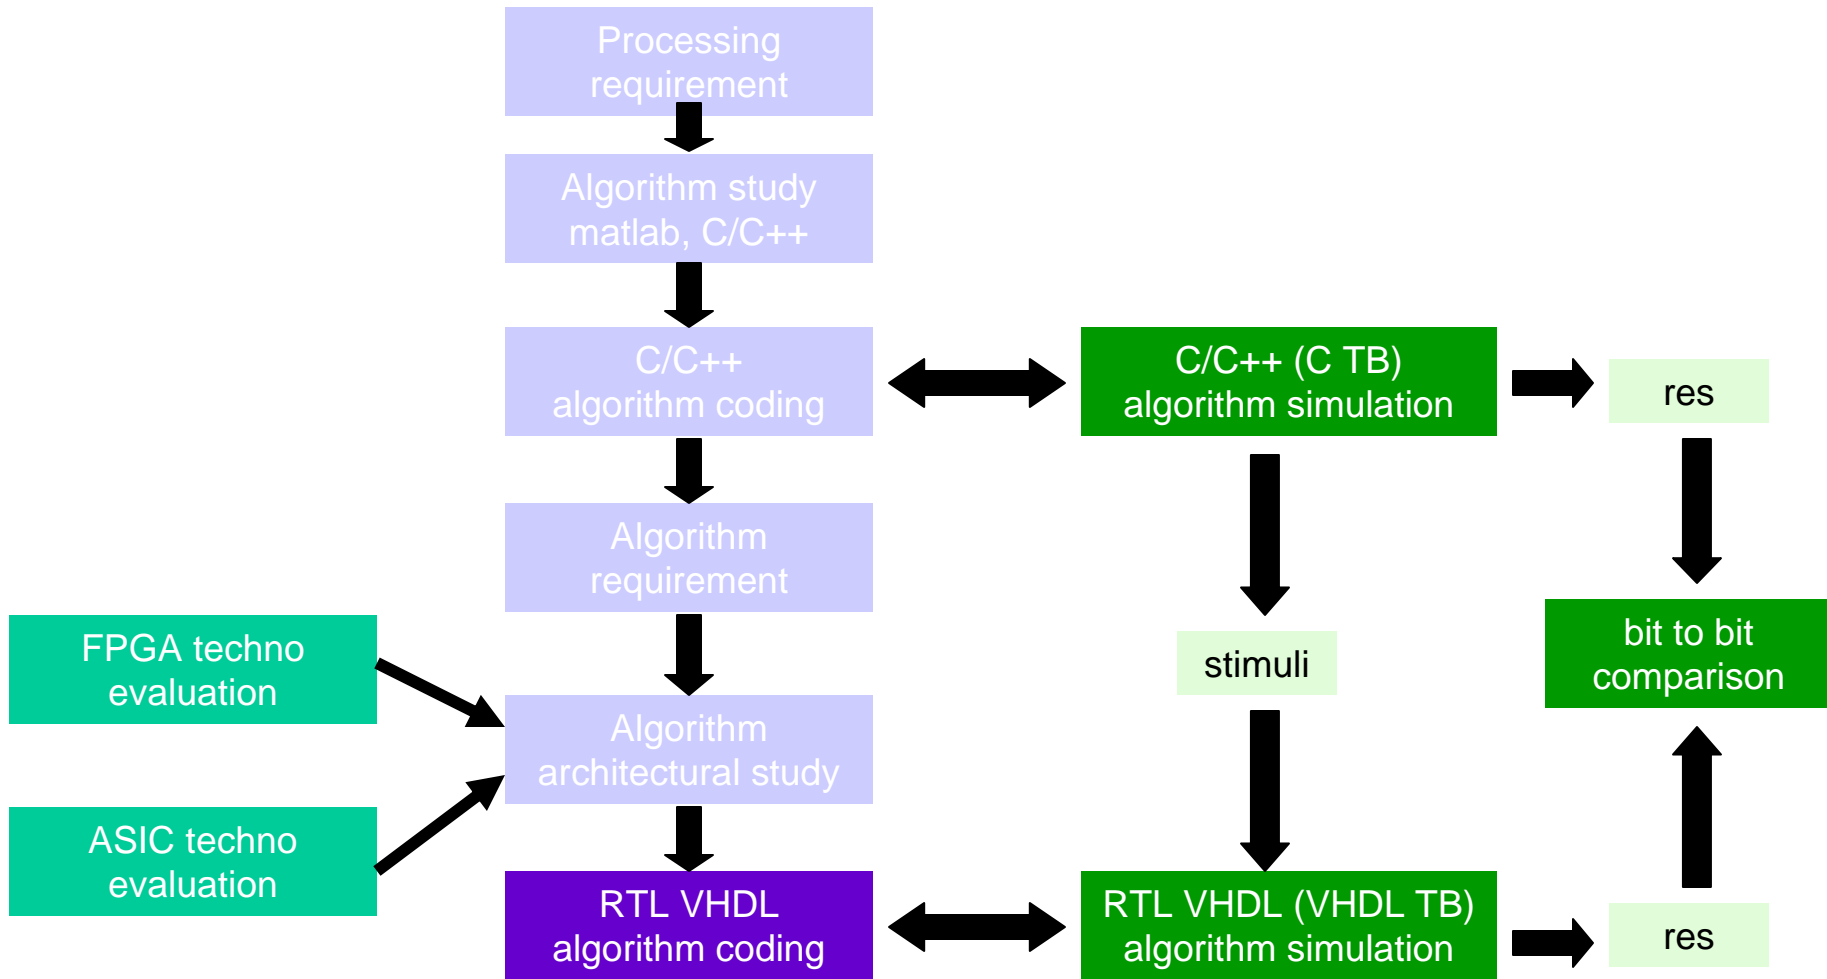 Processing
requirement
Algorithm study
matlab, C/C++
C/C++
algorithm coding
C/C++ (C TB)
algorithm simulation
res
Algorithm
requirement
FPGA techno
evaluation
stimuli
bit to bit
comparison
Algorithm
architectural study
ASIC techno
evaluation
RTL VHDL
algorithm coding
RTL VHDL (VHDL TB)
algorithm simulation
res